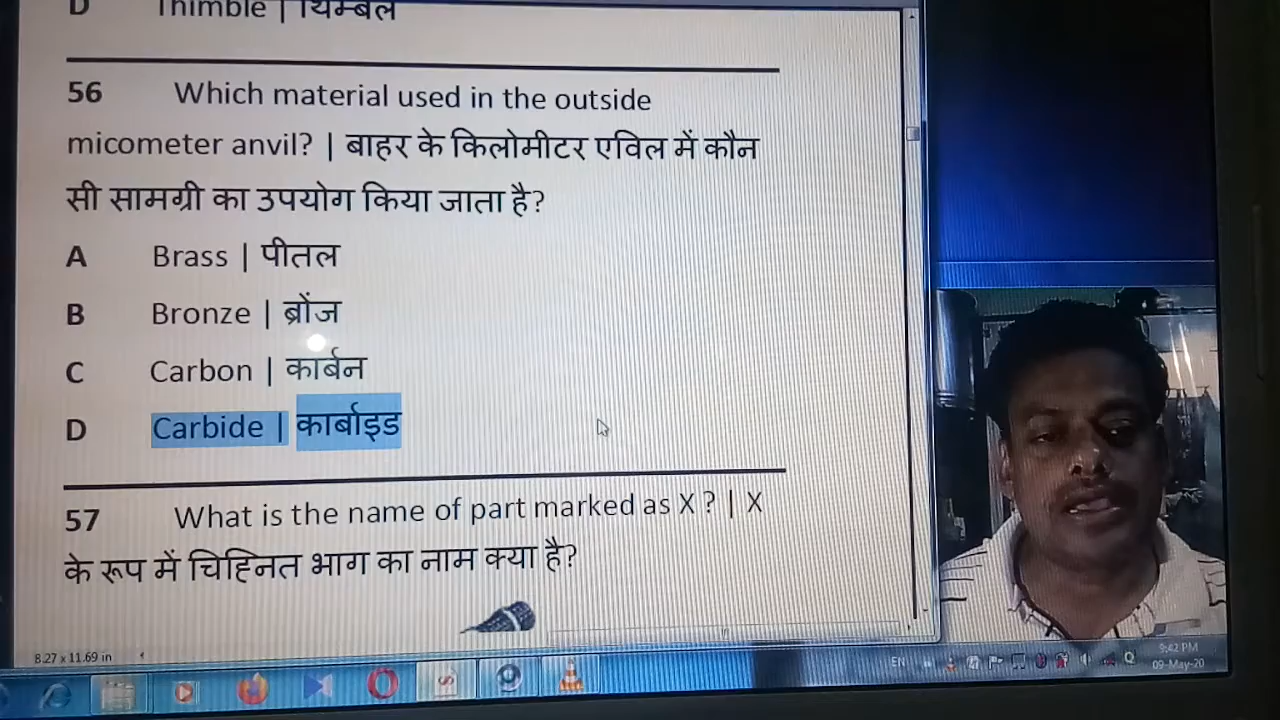 D Thimble | थिम्बल
56 Which material used in the outside
micometer anvil? | बाहर के किलोमीटर एविल में कौन
सी सामग्री का उपयोग किया जाता है?
A Brass | पीतल
B Bronze | ब्रोंज
C Carbon | कार्बन
D Carbide | कार्बाइड
57 What is the name of part marked as X ? | X
के रूप में चिह्नित भाग का नाम क्या है?
8.27 x 11.69 in
EN
9:42 PM
09-May-20